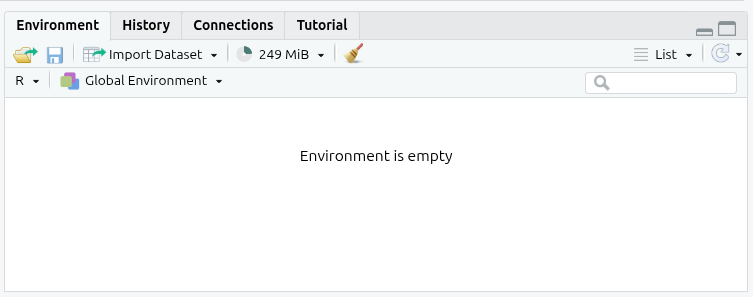 Environment History Connections Tutorial
Import Dataset 249 MiB List
R Global Environment
Environment is empty